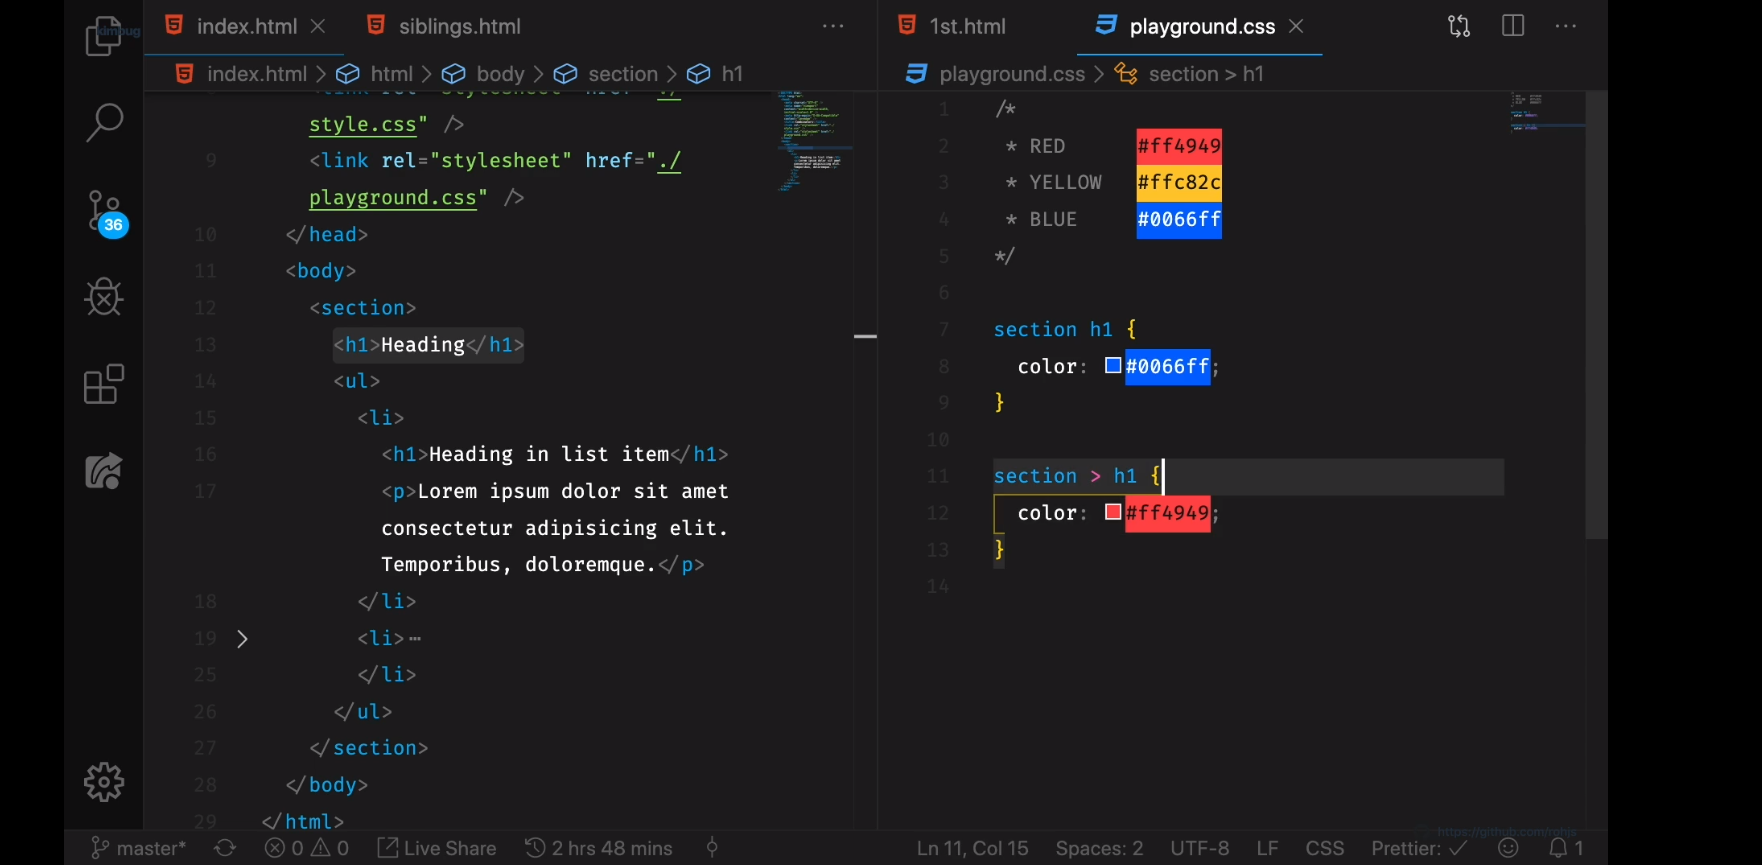 index.html
siblings.html
1st.html
playground.css
index.html > html > body > section > h1
playground.css > section > h1
style.css" />
9 <link rel="stylesheet" href="./
playground.css" />
10 </head>
11 <body>
12 <section>
13 <h1>Heading</h1>
14 <ul>
15 <li>
16 <h1>Heading in list item</h1>
17 <p>Lorem ipsum dolor sit amet
consectetur adipisicing elit.
Temporibus, doloremque.</p>
18 </li>
19 <li>⋯
25 </li>
26 </ul>
27 </section>
28 </body>
29 </html>
1 /*
2 * RED #ff4949
3 * YELLOW #ffc82c
4 * BLUE #0066ff
5 */
6
7 section h1 {
8 color: #0066ff;
9 }
10
11 section > h1 {
12 color: #ff4949;
13 }
14
36
master* 0 0 Live Share 2 hrs 48 mins Ln 11, Col 15 Spaces: 2 UTF-8 LF CSS Prettier: ✓ 1